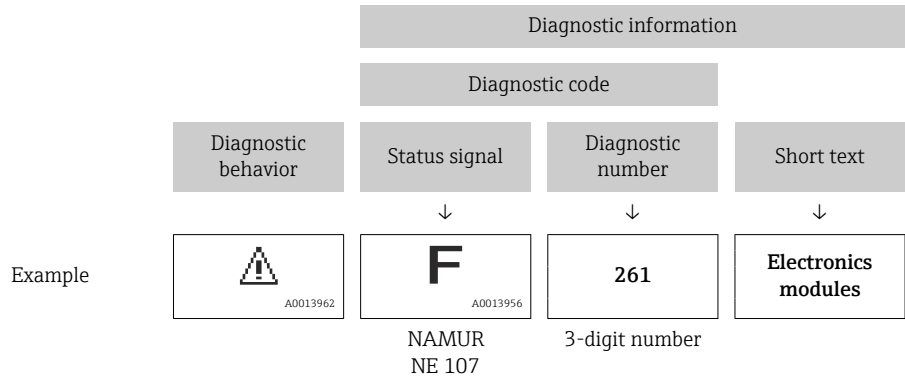 Diagnostic information
Diagnostic code
Diagnostic
behavior
Status signal
Diagnostic
number
Short text
↓
↓
↓
Example
A0013962
F
A0013956
261
Electronics
modules
NAMUR
NE 107
3-digit number